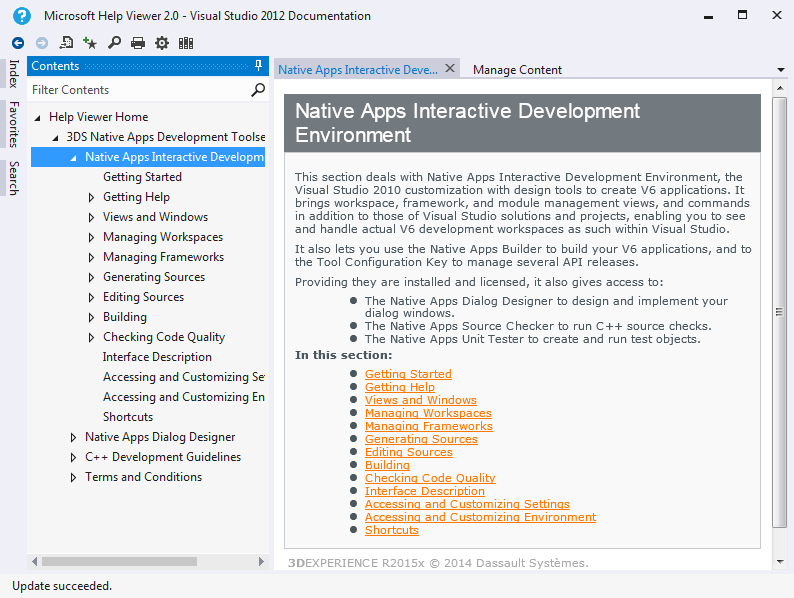 Microsoft Help Viewer 2.0 - Visual Studio 2012 Documentation
Index
Favorites
Search
Contents
Filter Contents
Help Viewer Home
3DS Native Apps Development Toolse
Native Apps Interactive Developm
Getting Started
Getting Help
Views and Windows
Managing Workspaces
Managing Frameworks
Generating Sources
Editing Sources
Building
Checking Code Quality
Interface Description
Accessing and Customizing Se
Accessing and Customizing En
Shortcuts
Native Apps Dialog Designer
C++ Development Guidelines
Terms and Conditions
Native Apps Interactive Deve...
Manage Content
Native Apps Interactive Development
Environment
This section deals with Native Apps Interactive Development Environment, the
Visual Studio 2010 customization with design tools to create V6 applications. It
brings workspace, framework, and module management views, and commands
in addition to those of Visual Studio solutions and projects, enabling you to see
and handle actual V6 development workspaces as such within Visual Studio.
It also lets you use the Native Apps Builder to build your V6 applications, and to
the Tool Configuration Key to manage several API releases.
Providing they are installed and licensed, it also gives access to:
The Native Apps Dialog Designer to design and implement your
dialog windows.
The Native Apps Source Checker to run C++ source checks.
The Native Apps Unit Tester to create and run test objects.
In this section:
Getting Started
Getting Help
Views and Windows
Managing Workspaces
Managing Frameworks
Generating Sources
Editing Sources
Building
Checking Code Quality
Interface Description
Accessing and Customizing Settings
Accessing and Customizing Environment
Shortcuts
3DEXPERIENCE R2015x © 2014 Dassault Systèmes.
Update succeeded.